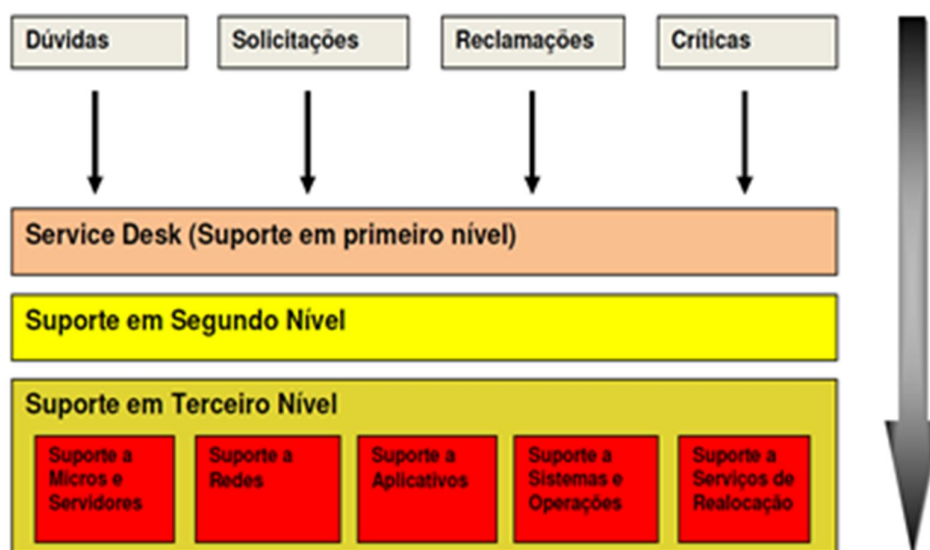 Dúvidas
Solicitações
Reclamações
Críticas
Service Desk (Suporte em primeiro nível)
Suporte em Segundo Nível
Suporte em Terceiro Nível
Suporte a
Micros e
Servidores
Suporte a
Redes
Suporte a
Aplicativos
Suporte a
Sistemas e
Operações
Suporte a
Serviços de
Realocação